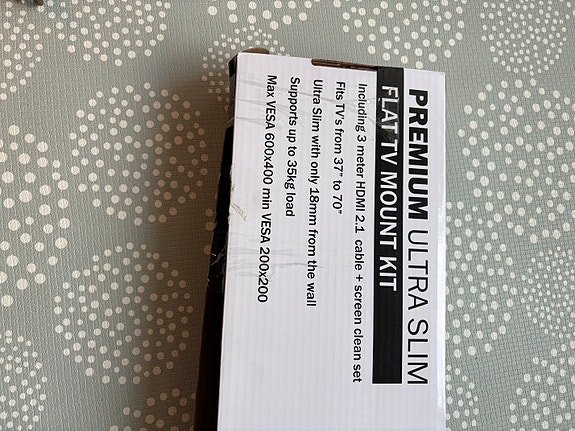 PREMIUM ULTRA SLIM
FLAT TV MOUNT KIT
Including 3 meter HDMI 2.1 cable + screen clean set
Fits TV's from 37" to 70"
Ultra Slim with only 18mm from the wall
Supports up to 35kg load
Max VESA 600x400 min VESA 200x200